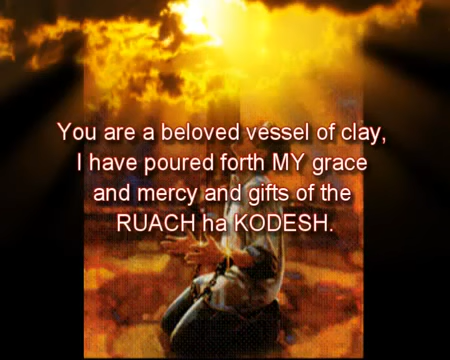 You are a beloved vessel of clay,
I have poured forth MY grace
and mercy and gifts of the
RUACH ha KODESH.